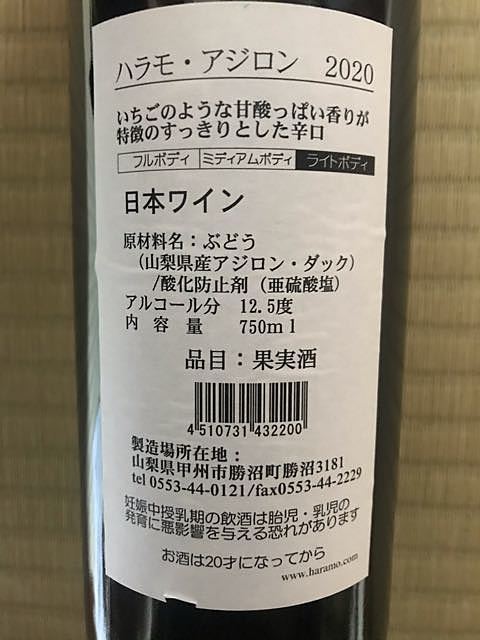 ハラモ・アジロン 2020
いちごのような甘酸っぱい香りが
特徴のすっきりとした辛口
フルボディ ミディアムボディ ライトボディ
日本ワイン
原材料名：ぶどう
（山梨県産アジロン・ダック）
/酸化防止剤（亜硫酸塩）
アルコール分 12.5度
内容量 750ml
品目：果実酒
4 510731 432200
製造場所在地：
山梨県甲州市勝沼町勝沼3181
tel 0553-44-0121/fax0553-44-2229
妊娠中授乳期の飲酒は胎児・乳児の
発育に悪影響を与える恐れがあります
お酒は20才になってから
www.haramo.com